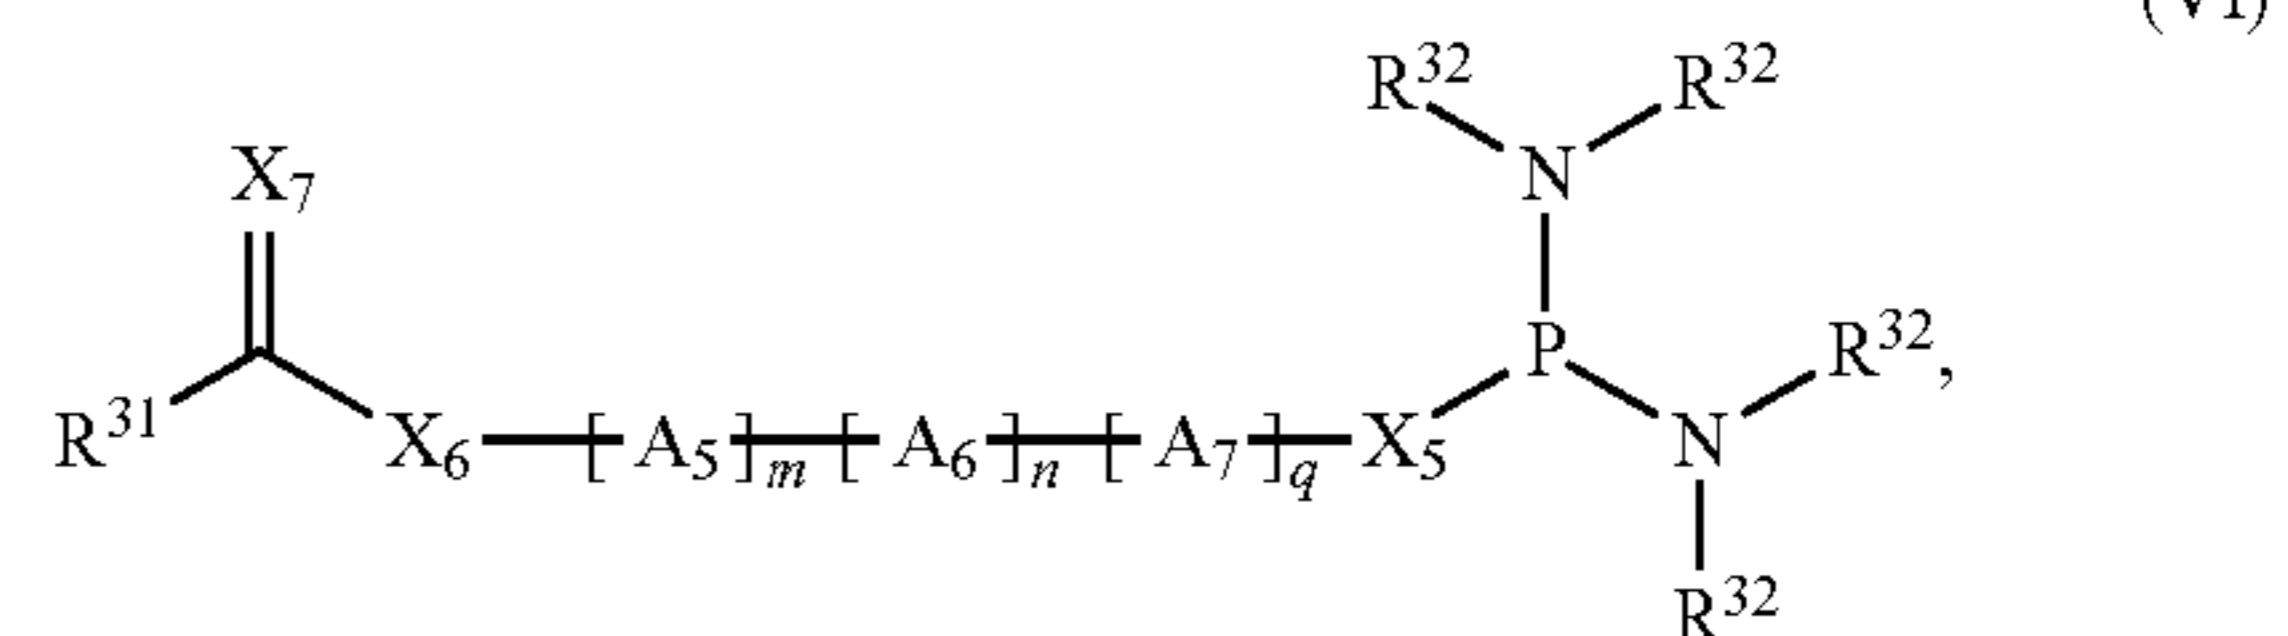 (VI)
R³² R³²
X₇ N
P R³²,
R³¹ X₆ [ A₅ ]ₘ [ A₆ ]ₙ [ A₇ ]q X₅ N
R³²